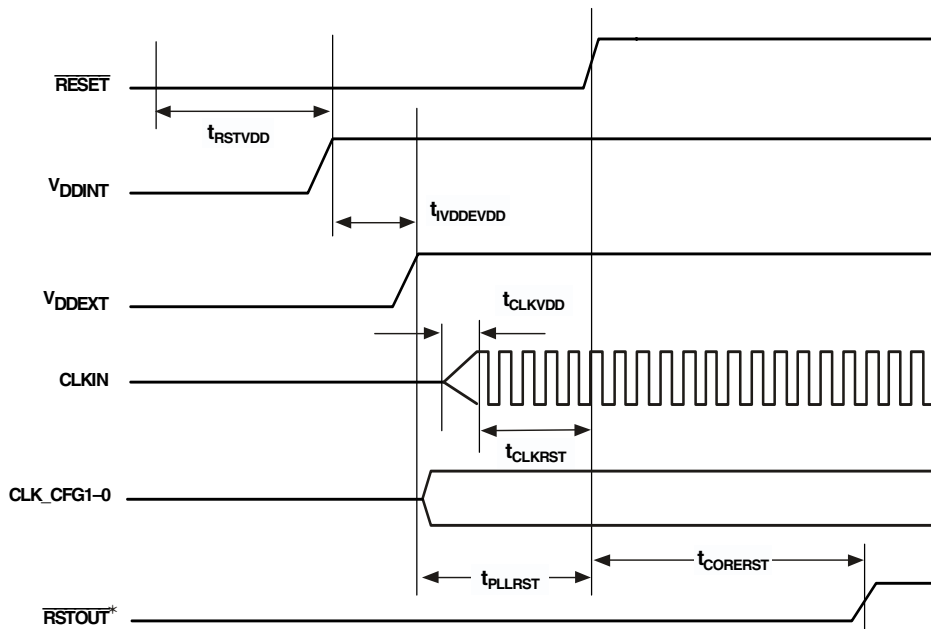 RESET
tRSTVDD
VDDINT
tIVDDEVDD
VDDEXT
tCLKVDD
CLKIN
tCLKRST
CLK_CFG1–0
tCORERST
tPLLRST
RSTOUT*